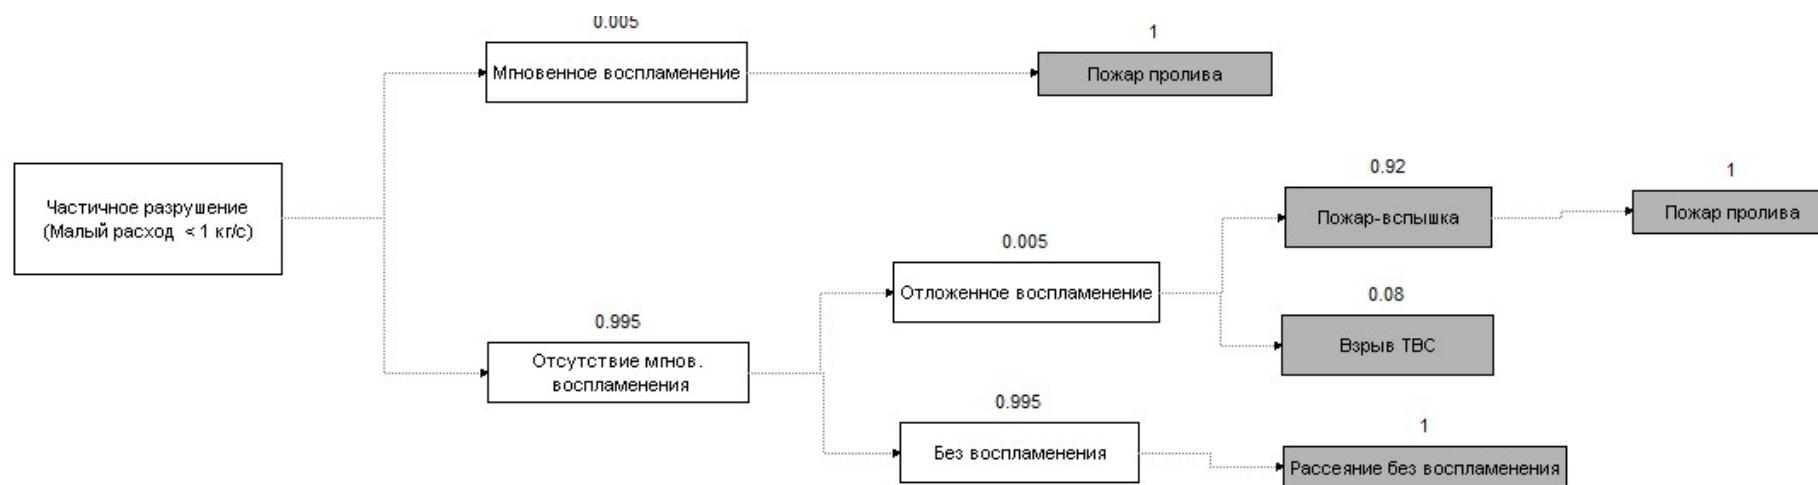 0.005
1
Мгновенное воспламенение
Пожар пролива
0.92
1
Частичное разрушение
(Малый расход < 1 кг/с)
Пожар-вспышка
Пожар пролива
0.005
Отложенное воспламенение
0.08
0.995
Взрыв ТВС
Отсутствие мгнов.
воспламенения
0.995
1
Без воспламенения
Рассеяние без воспламенения